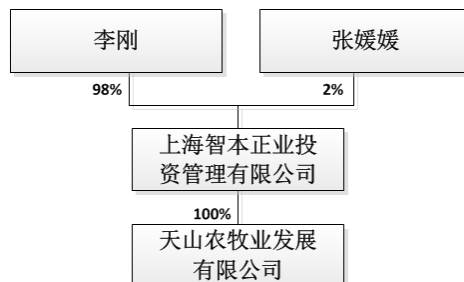 李刚
张媛媛
98%
2%
上海智本正业投
资管理有限公司
100%
天山农牧业发展
有限公司